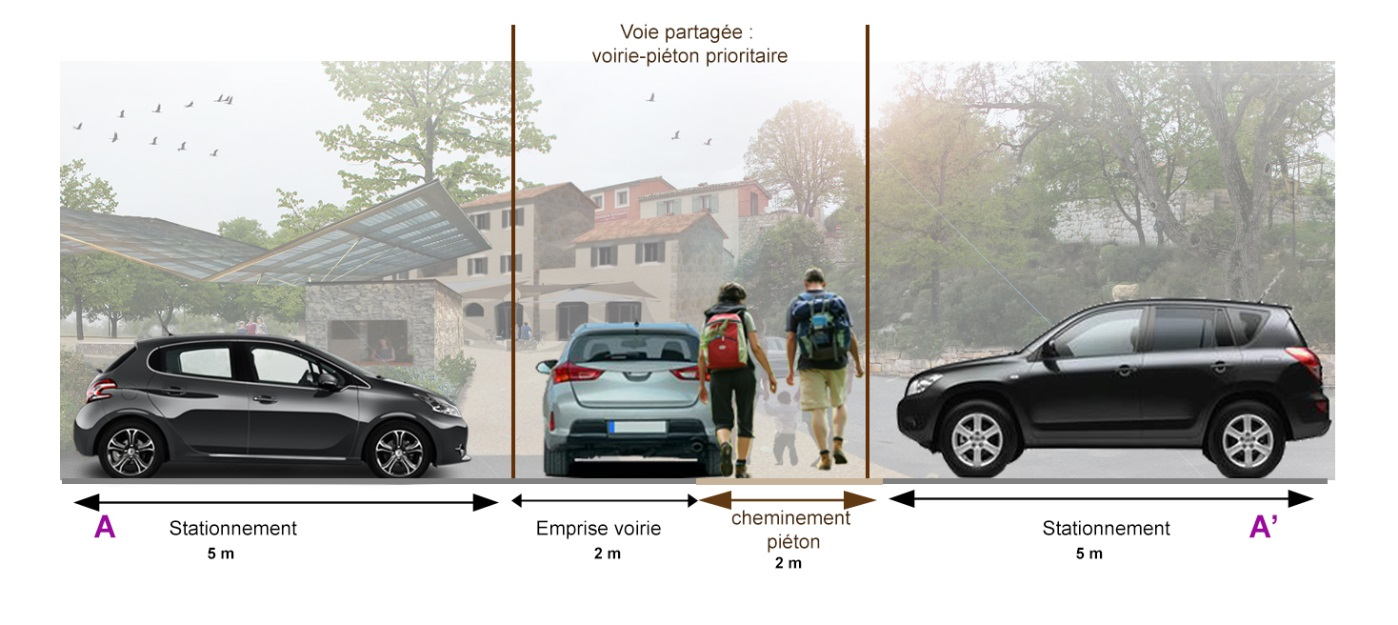 Voie partagée :
voirie-piéton prioritaire
A
Stationnement
5 m
Emprise voirie
2 m
cheminement
piéton
2 m
Stationnement
5 m
A’